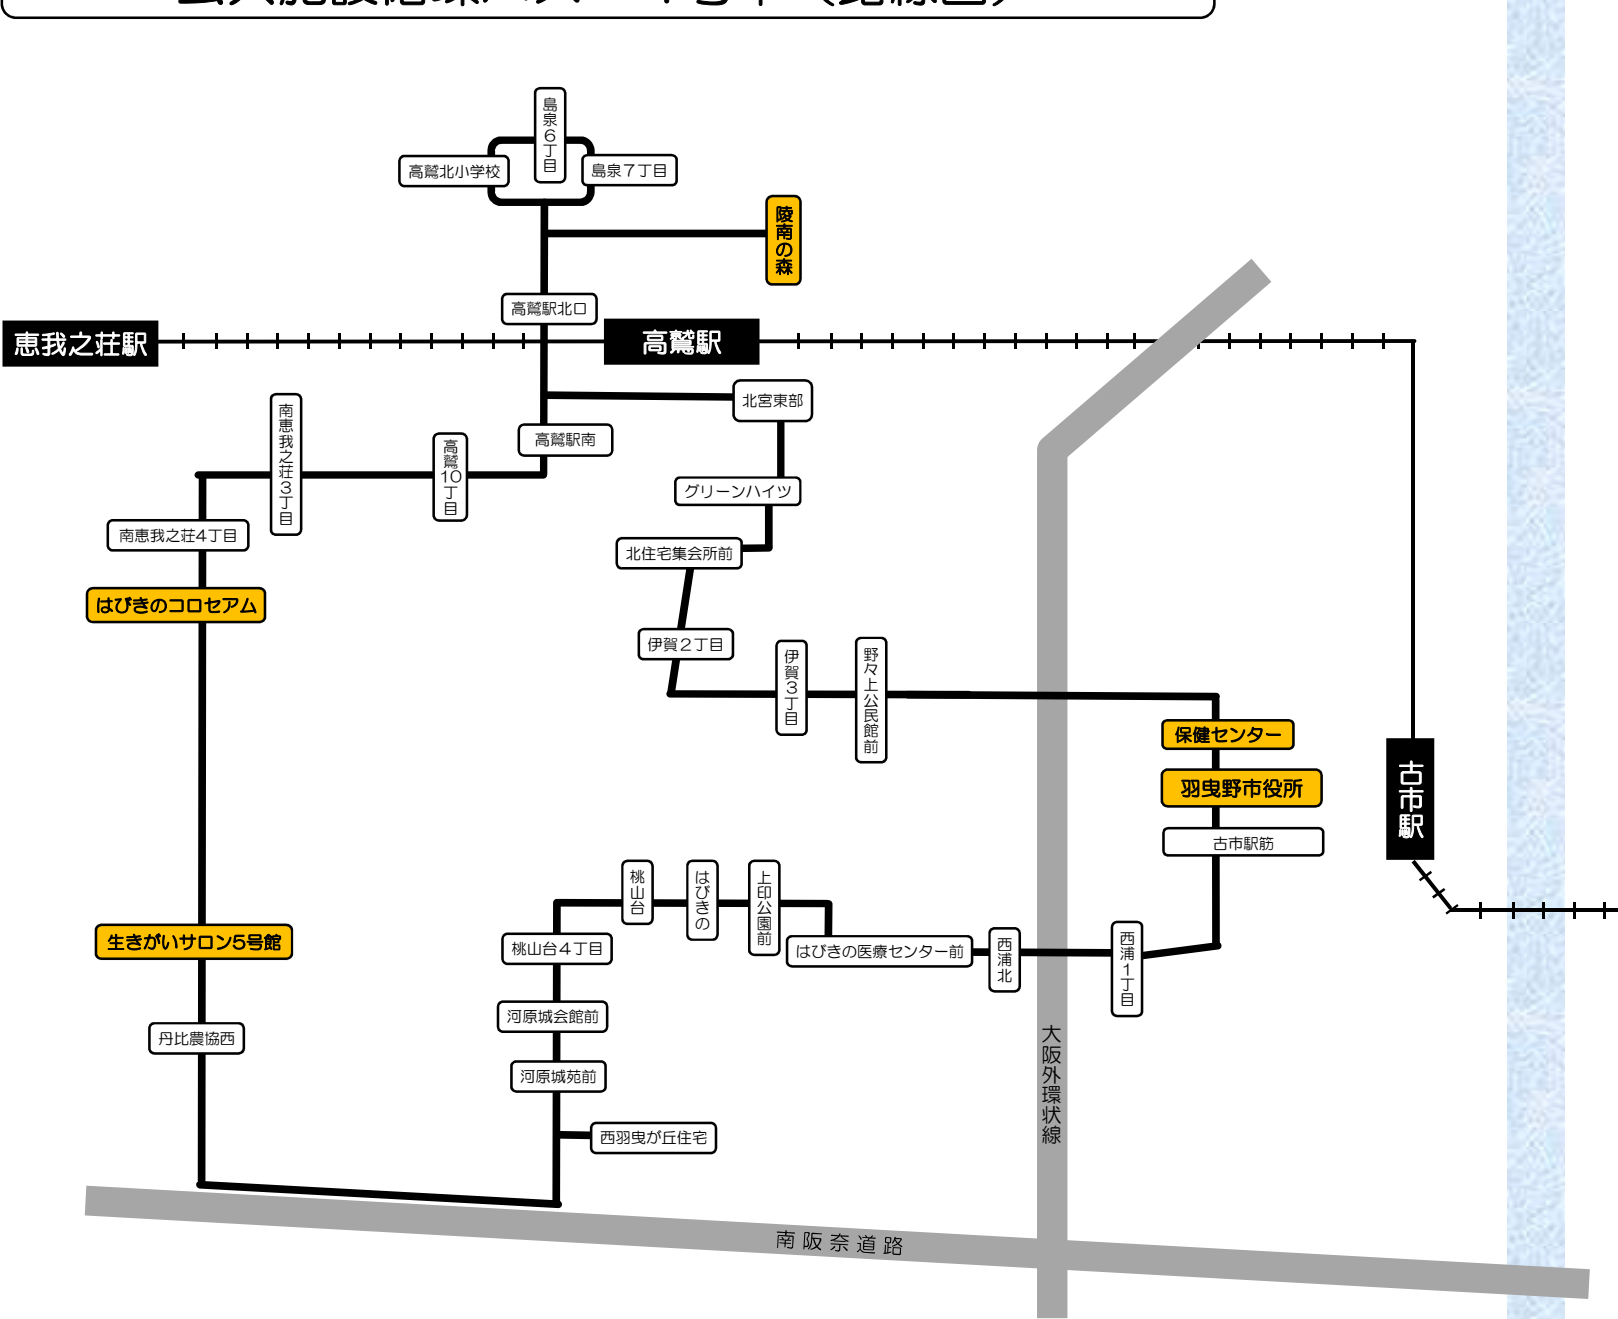 島泉6丁目
高鷲北小学校
島泉7丁目
陵南の森
高鷲駅北口
恵我之荘駅
高鷲駅
北宮東部
南恵我之荘3丁目
高鷲10丁目
高鷲駅南
グリーンハイツ
南恵我之荘4丁目
北住宅集会所前
はびきのコロセアム
伊賀2丁目
伊賀3丁目
野々上公民館前
保健センター
羽曳野市役所
古市駅
古市駅筋
桃山台
はびきの
上印公園前
生きがいサロン5号館
桃山台4丁目
はびきの医療センター前
西浦北
西浦1丁目
河原城会館前
丹比農協西
河原城苑前
大阪外環状線
西羽曳が丘住宅
南阪奈道路